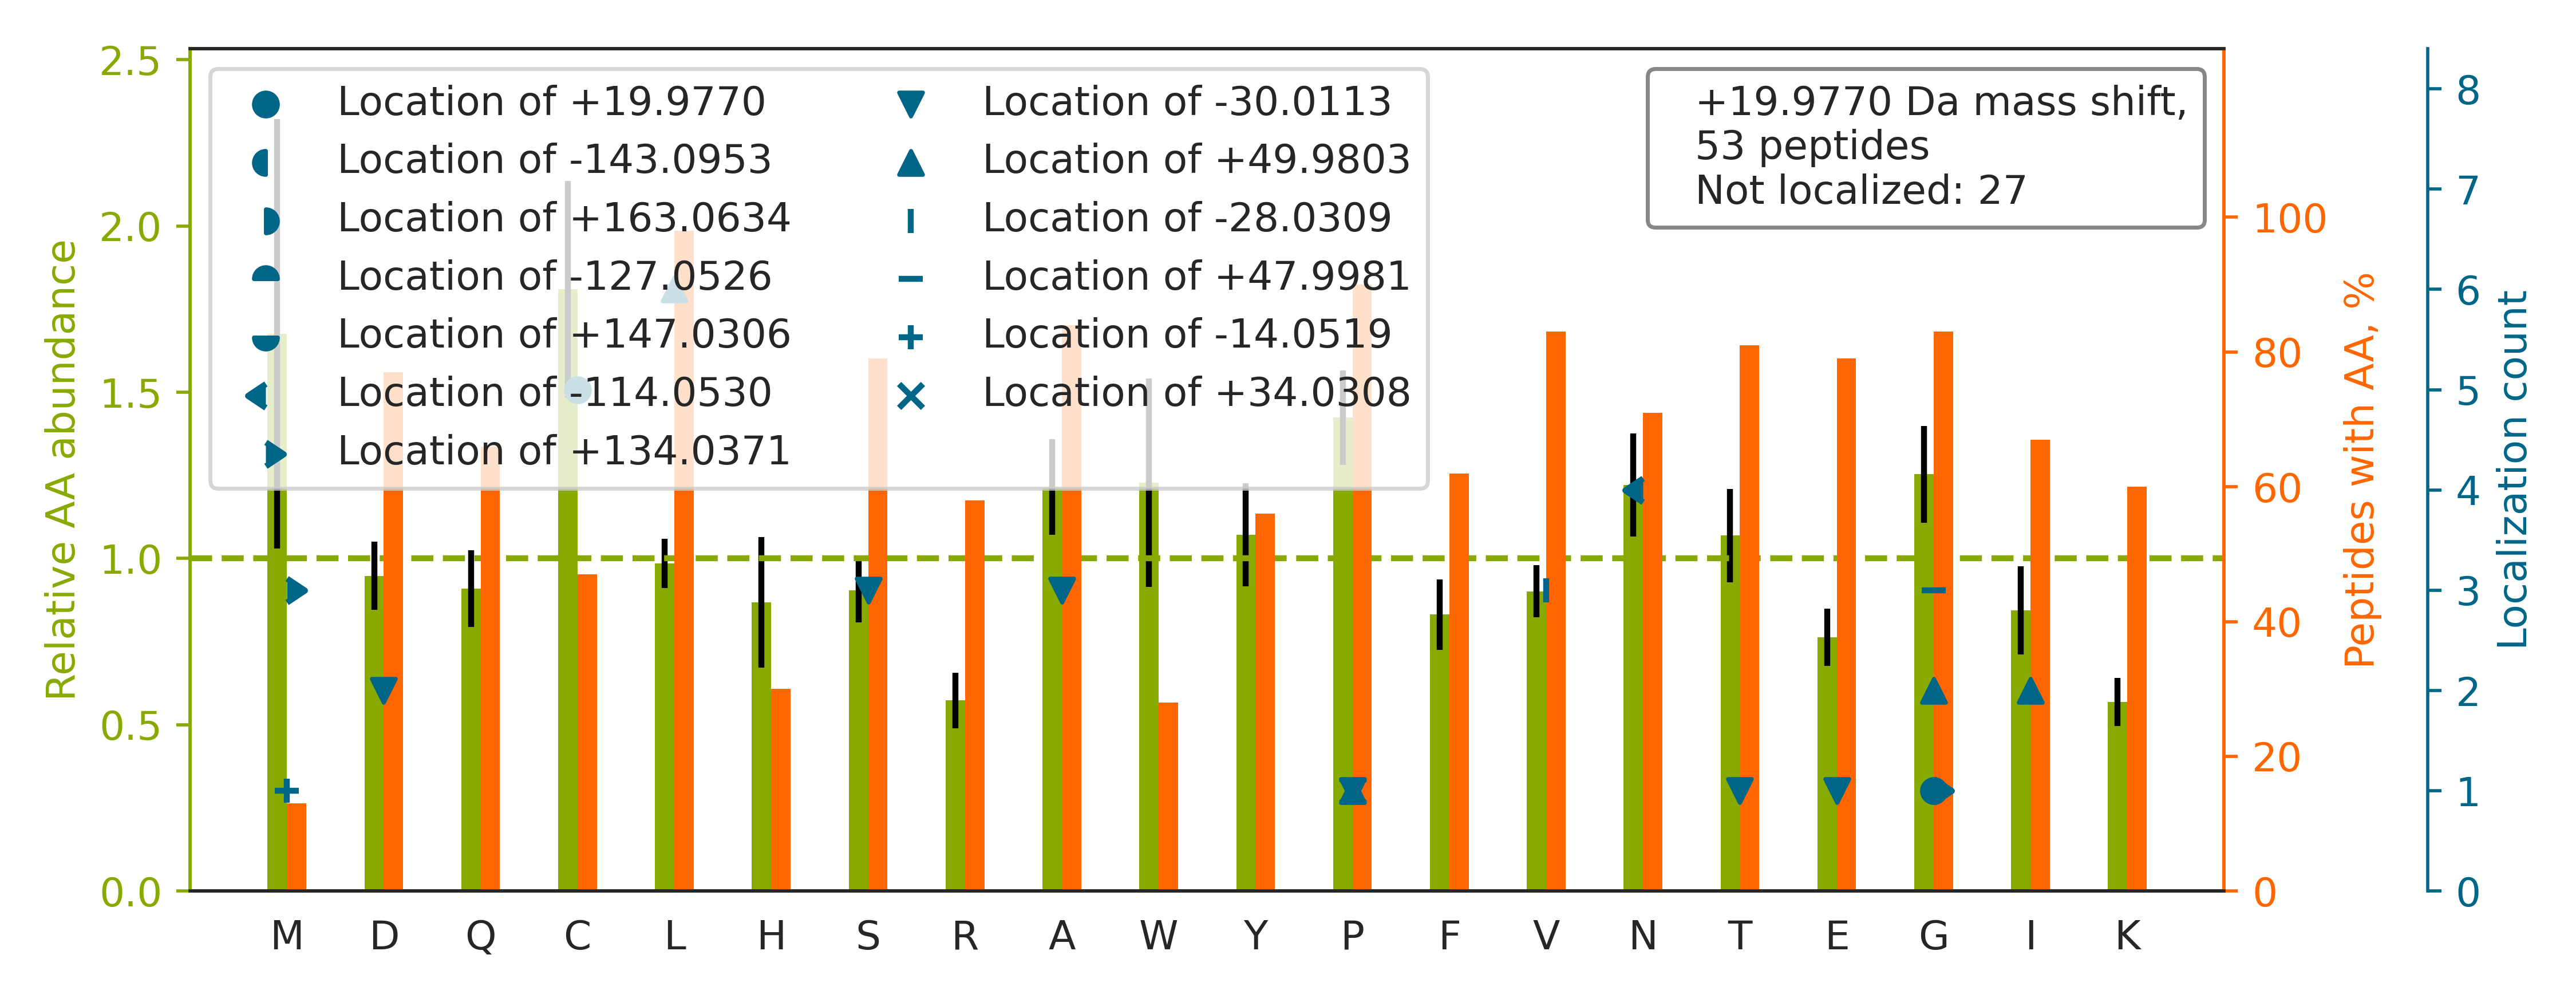 2.5
2.0
1.5
1.0
0.5
0.0
Relative AA abundance
Location of +19.9770
Location of -143.0953
Location of +163.0634
Location of -127.0526
Location of +147.0306
Location of -114.0530
Location of +134.0371
Location of -30.0113
Location of +49.9803
Location of -28.0309
Location of +47.9981
Location of -14.0519
Location of +34.0308
+19.9770 Da mass shift,
53 peptides
Not localized: 27
100
80
60
40
20
0
Peptides with AA, %
8
7
6
5
4
3
2
1
0
Localization count
M D Q C L H S R A W Y P F V N T E G I K